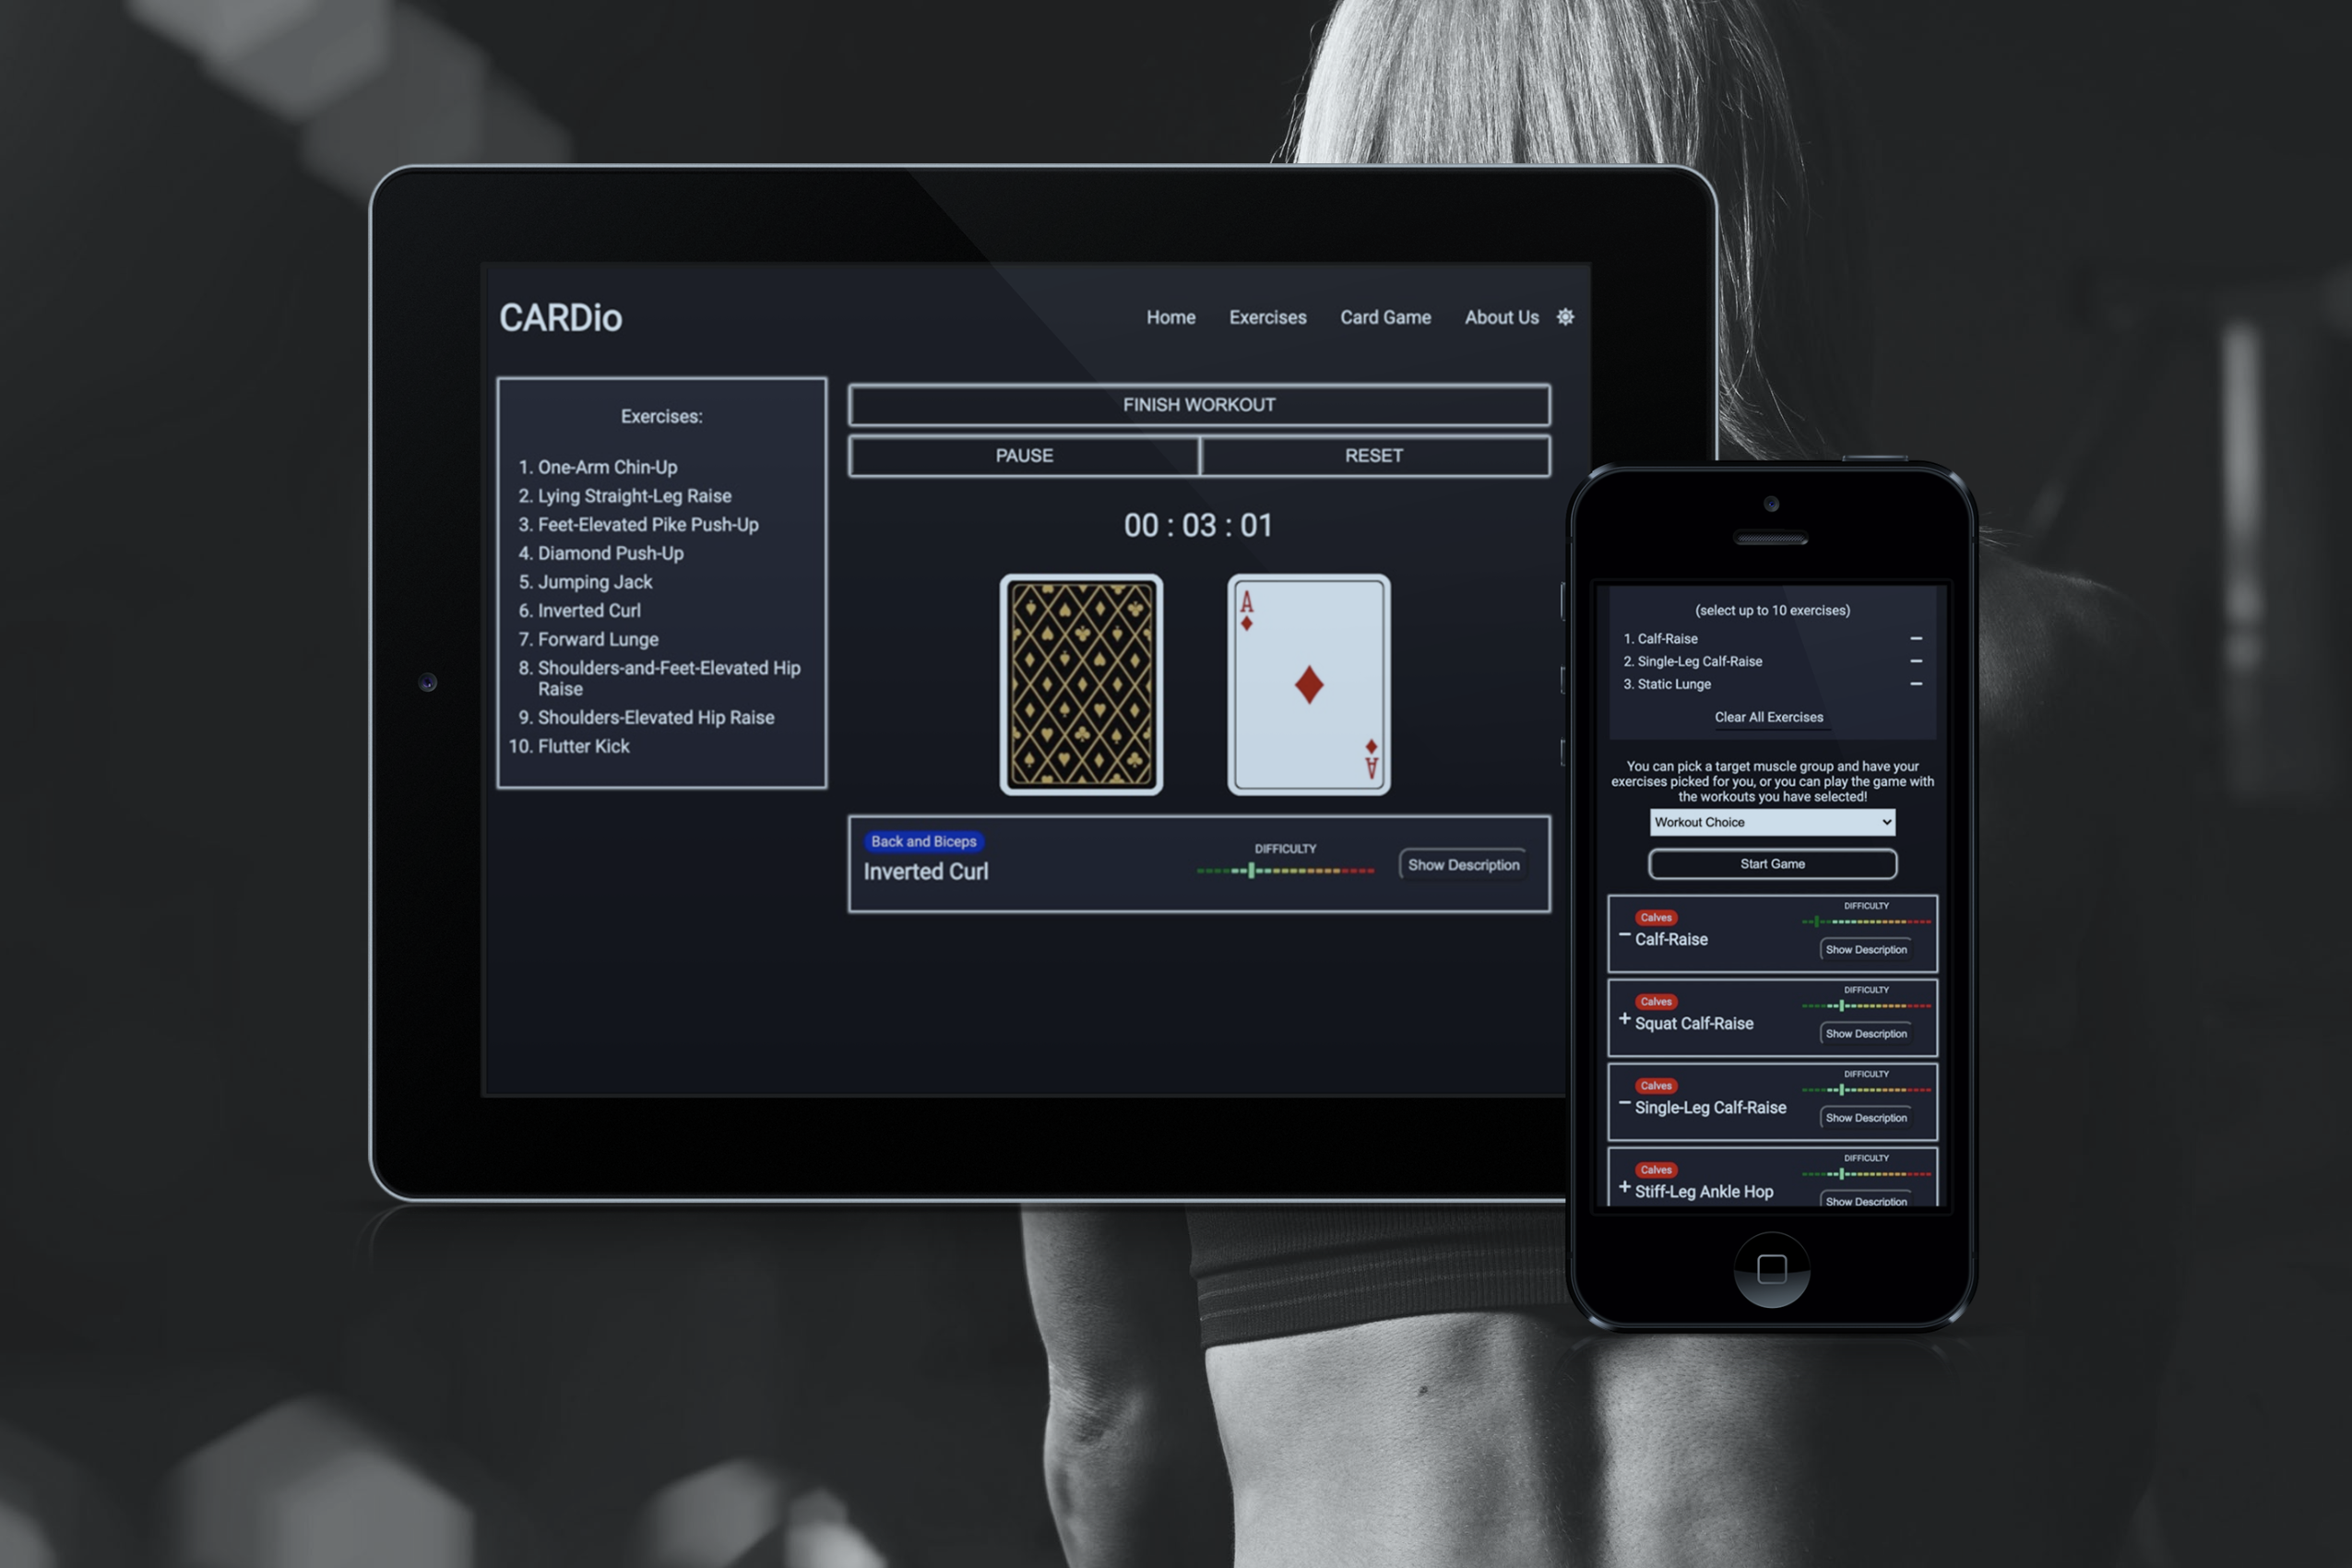 CARDio
Home Exercises Card Game About Us
Exercises:
1. One-Arm Chin-Up
2. Lying Straight-Leg Raise
3. Feet-Elevated Pike Push-Up
4. Diamond Push-Up
5. Jumping Jack
6. Inverted Curl
7. Forward Lunge
8. Shoulders-and-Feet-Elevated Hip
Raise
9. Shoulders-Elevated Hip Raise
10. Flutter Kick
FINISH WORKOUT
PAUSE RESET
00 : 03 : 01
A
A
Back and Biceps
Inverted Curl
DIFFICULTY
Show Description
(select up to 10 exercises)
1. Calf-Raise −
2. Single-Leg Calf-Raise −
3. Static Lunge −
Clear All Exercises
You can pick a target muscle group and have your
exercises picked for you, or you can play the game with
the workouts you have selected!
Workout Choice
Start Game
Calves
− Calf-Raise
DIFFICULTY
Show Description
Calves
+ Squat Calf-Raise
DIFFICULTY
Show Description
Calves
− Single-Leg Calf-Raise
DIFFICULTY
Show Description
Calves
+ Stiff-Leg Ankle Hop
DIFFICULTY
Show Description